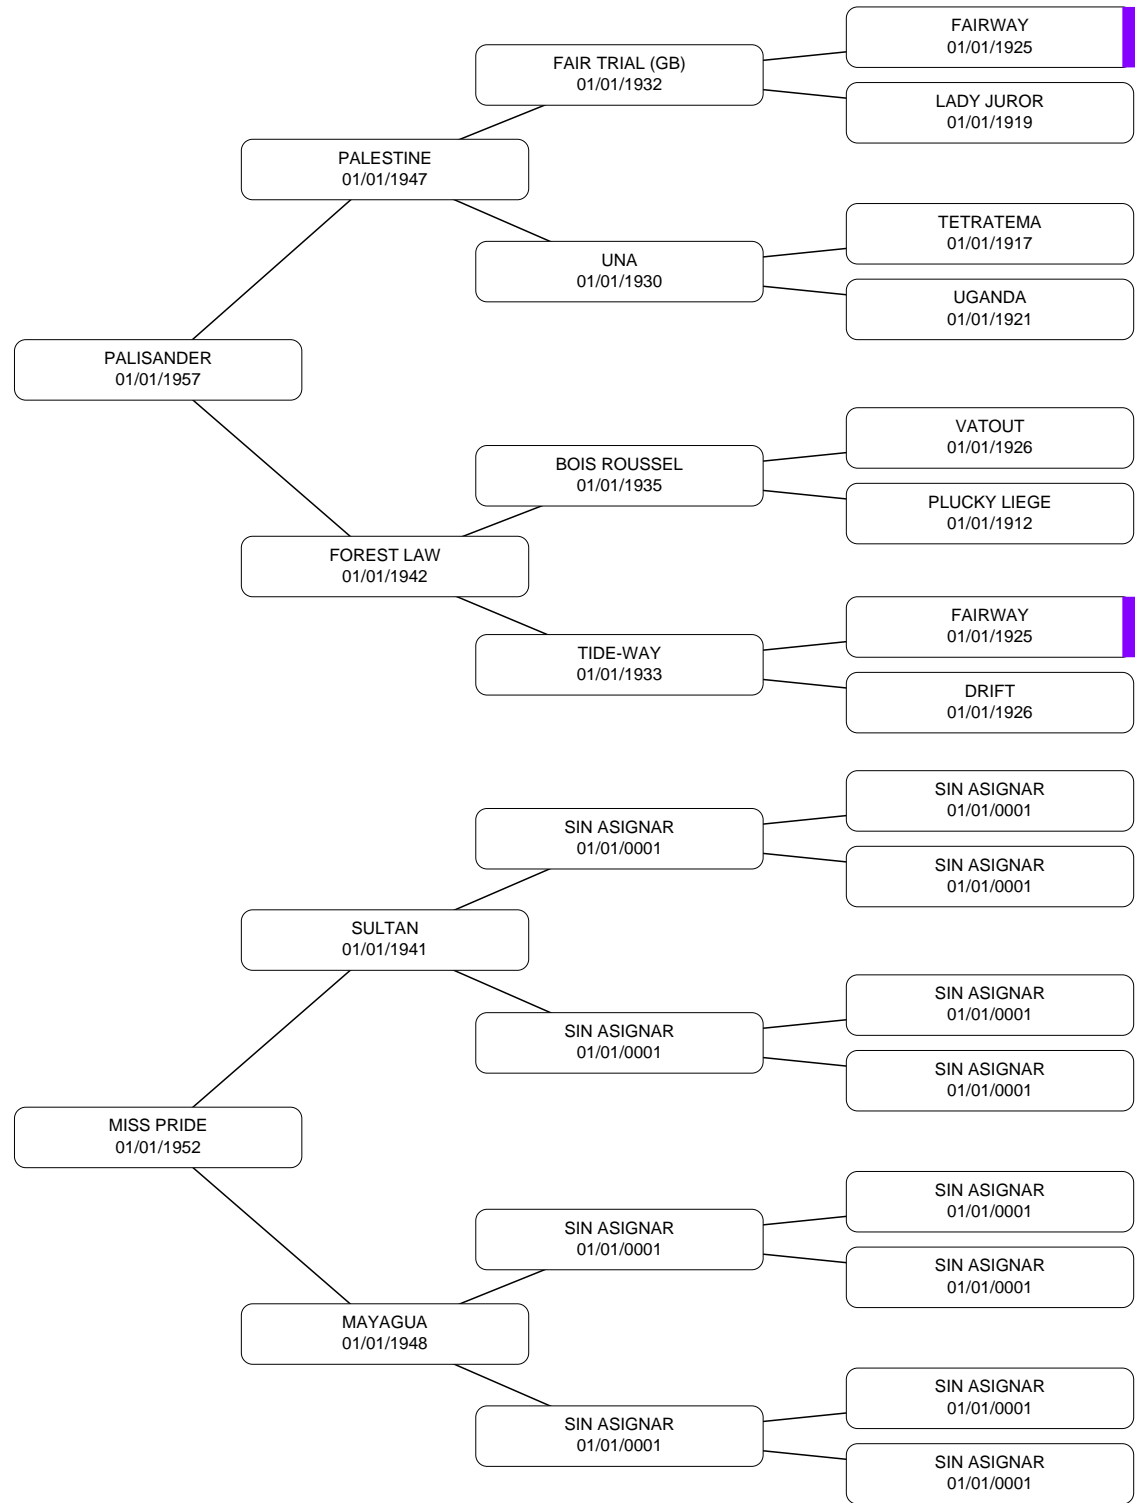 FAIRWAY
01/01/1925
FAIR TRIAL (GB)
01/01/1932
LADY JUROR
01/01/1919
PALESTINE
01/01/1947
TETRATEMA
01/01/1917
UNA
01/01/1930
UGANDA
01/01/1921
PALISANDER
01/01/1957
VATOUT
01/01/1926
BOIS ROUSSEL
01/01/1935
PLUCKY LIEGE
01/01/1912
FOREST LAW
01/01/1942
FAIRWAY
01/01/1925
TIDE-WAY
01/01/1933
DRIFT
01/01/1926
SIN ASIGNAR
01/01/0001
SIN ASIGNAR
01/01/0001
SIN ASIGNAR
01/01/0001
SULTAN
01/01/1941
SIN ASIGNAR
01/01/0001
SIN ASIGNAR
01/01/0001
SIN ASIGNAR
01/01/0001
MISS PRIDE
01/01/1952
SIN ASIGNAR
01/01/0001
SIN ASIGNAR
01/01/0001
SIN ASIGNAR
01/01/0001
MAYAGUA
01/01/1948
SIN ASIGNAR
01/01/0001
SIN ASIGNAR
01/01/0001
SIN ASIGNAR
01/01/0001